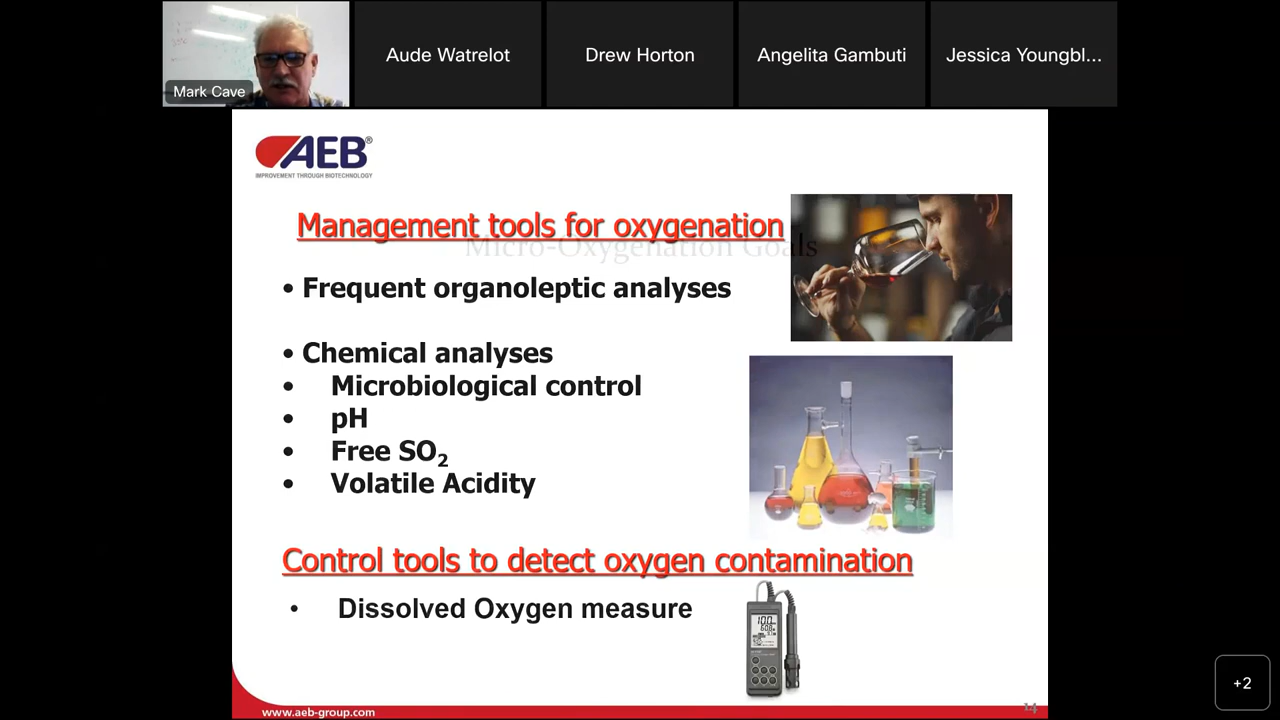 Mark Cave
Aude Watrelot
Drew Horton
Angelita Gambuti
Jessica Youngbl...
AEB®
IMPROVEMENT THROUGH BIOTECHNOLOGY
Management tools for oxygenation
Micro-Oxygenation Goals
• Frequent organoleptic analyses
• Chemical analyses
• Microbiological control
• pH
• Free SO₂
• Volatile Acidity
Control tools to detect oxygen contamination
• Dissolved Oxygen measure
www.aeb-group.com
14
+2